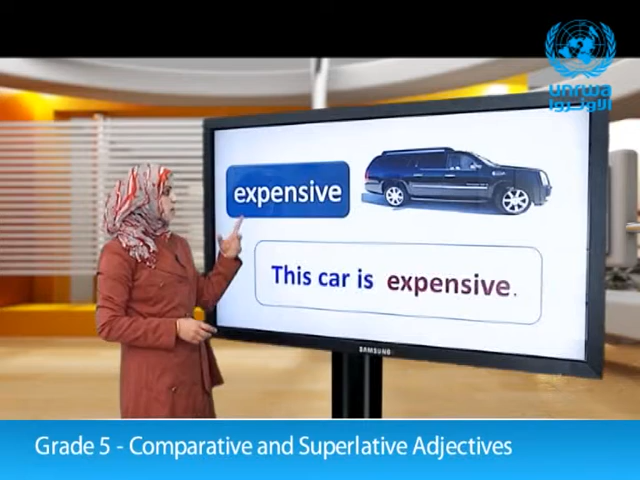 unrwa
الأونروا
expensive
This car is expensive.
SAMSUNG
Grade 5 - Comparative and Superlative Adjectives